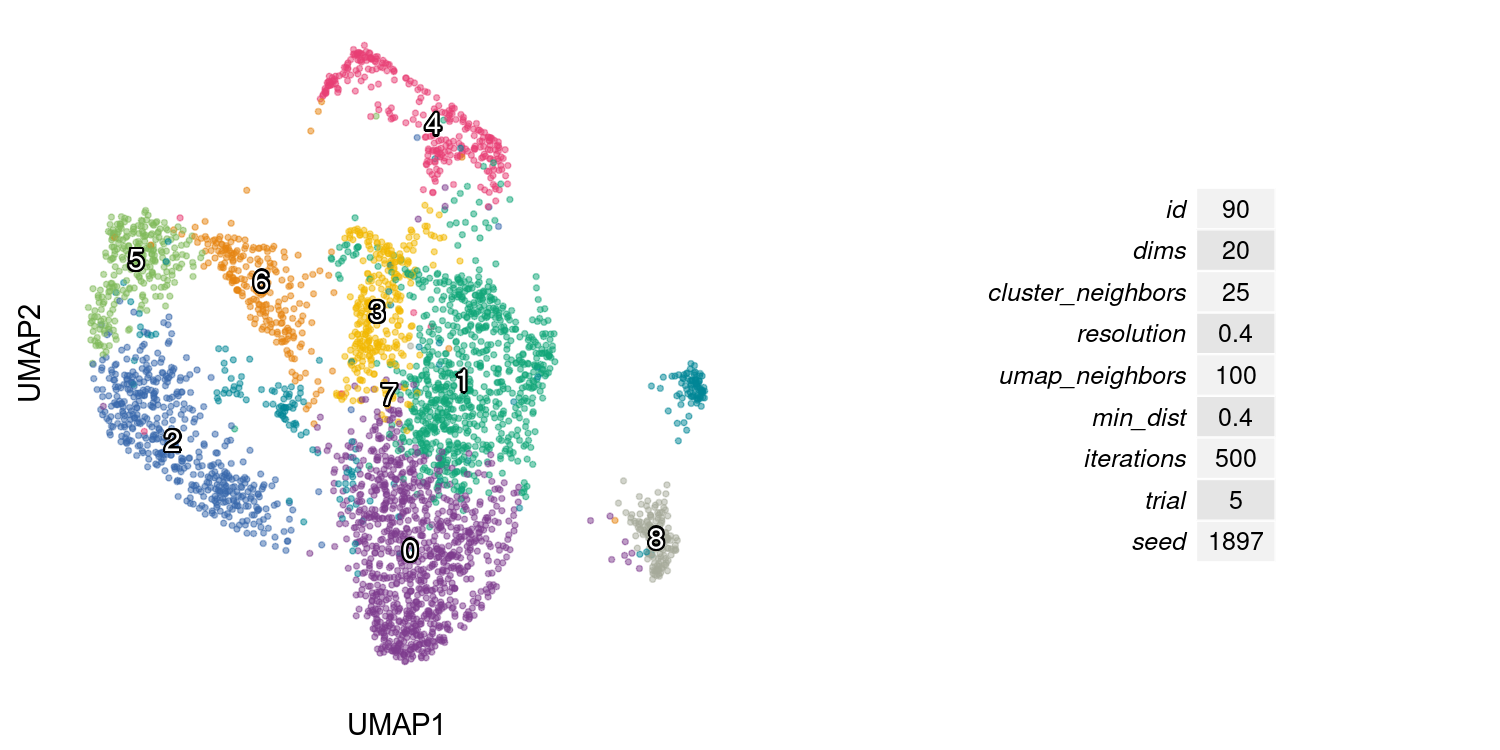 4
5
6
3
7
1
2
0
8
UMAP2
UMAP1
id 90
dims 20
cluster_neighbors 25
resolution 0.4
umap_neighbors 100
min_dist 0.4
iterations 500
trial 5
seed 1897